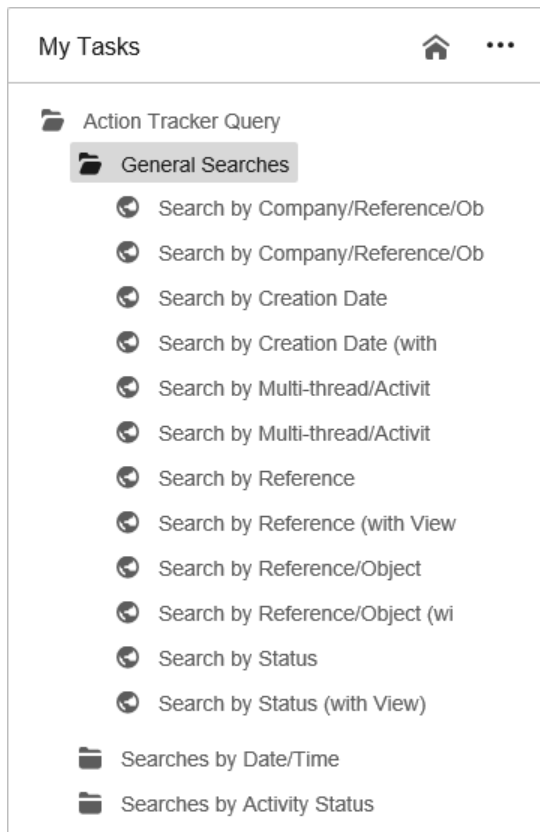 My Tasks
Action Tracker Query
General Searches
Search by Company/Reference/Ob
Search by Company/Reference/Ob
Search by Creation Date
Search by Creation Date (with
Search by Multi-thread/Activit
Search by Multi-thread/Activit
Search by Reference
Search by Reference (with View
Search by Reference/Object
Search by Reference/Object (wi
Search by Status
Search by Status (with View)
Searches by Date/Time
Searches by Activity Status